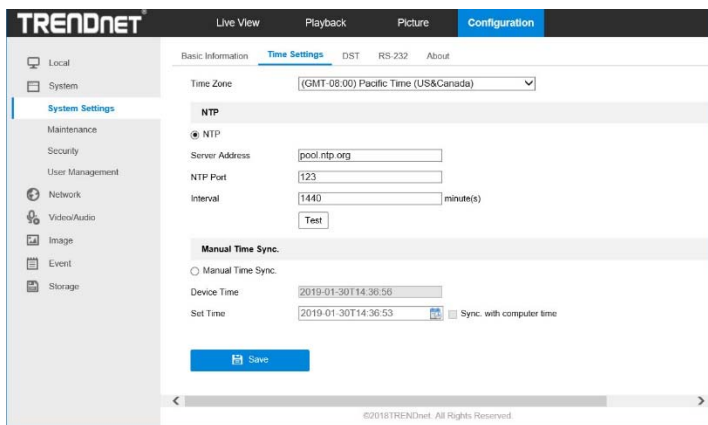 TRENDNET
Live View Playback Picture Configuration
Local
System
System Settings
Maintenance
Security
User Management
Network
Video/Audio
Image
Event
Storage
Basic Information Time Settings DST RS-232 About
Time Zone (GMT-08:00) Pacific Time (US&Canada)
NTP
NTP
Server Address pool.ntp.org
NTP Port 123
Interval 1440 minute(s)
Test
Manual Time Sync.
Manual Time Sync.
Device Time 2019-01-30T14:36:56
Set Time 2019-01-30T14:36:53 Sync. with computer time
Save
©2018TRENDnet. All Rights Reserved.